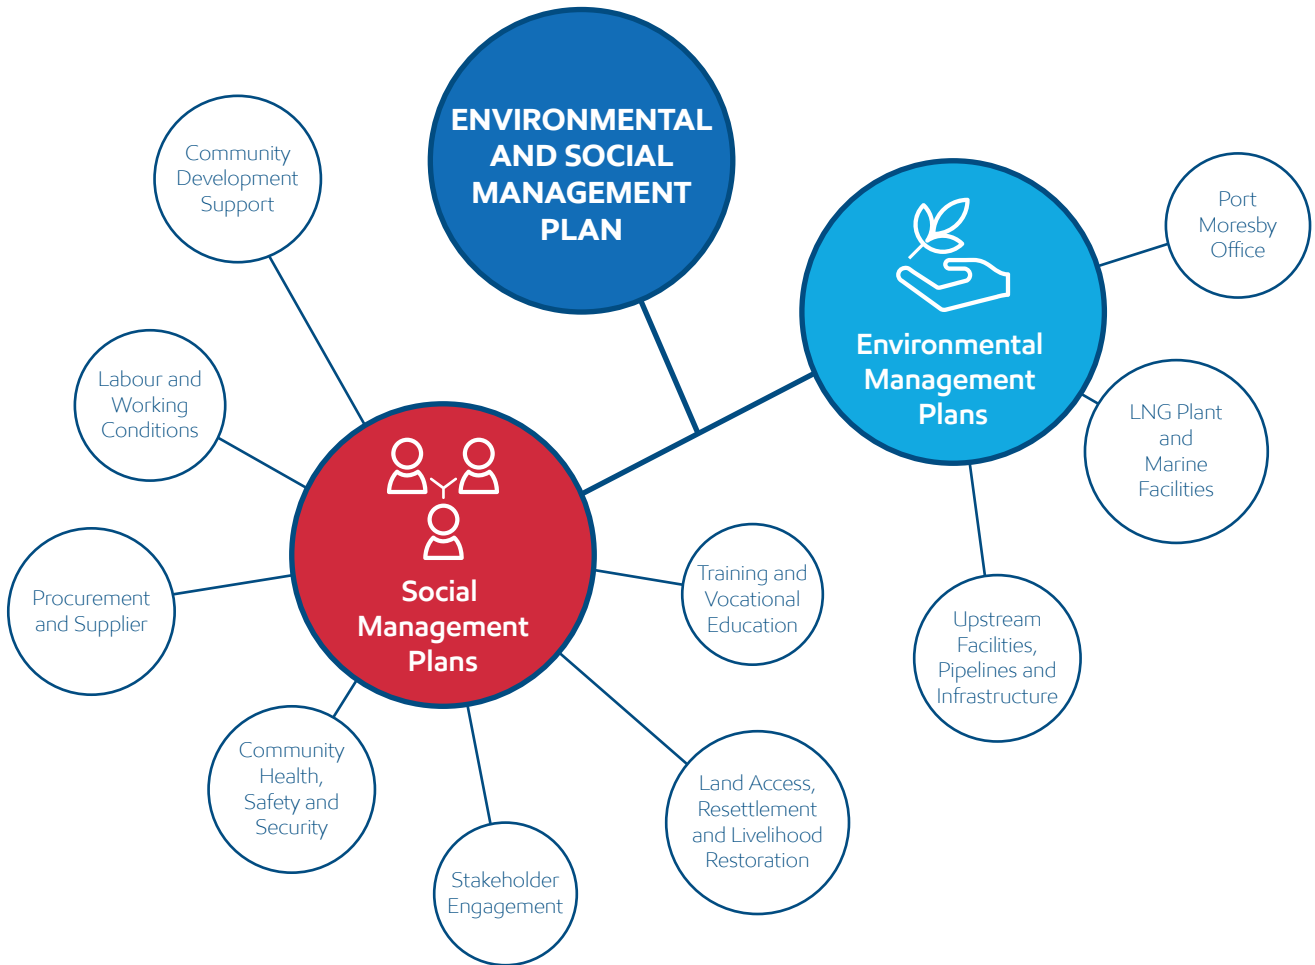 ENVIRONMENTAL
AND SOCIAL
MANAGEMENT
PLAN
Community
Development
Support
Port
Moresby
Office
Environmental
Management
Plans
Labour and
Working
Conditions
LNG Plant
and
Marine
Facilities
Social
Management
Plans
Procurement
and Supplier
Training and
Vocational
Education
Upstream
Facilities,
Pipelines and
Infrastructure
Community
Health,
Safety and
Security
Land Access,
Resettlement
and Livelihood
Restoration
Stakeholder
Engagement